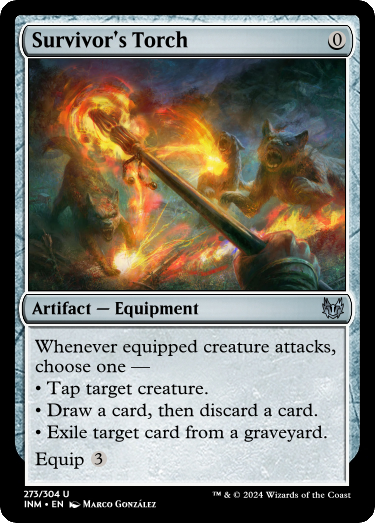 Survivor's Torch 0
Artifact — Equipment
Whenever equipped creature attacks,
choose one —
• Tap target creature.
• Draw a card, then discard a card.
• Exile target card from a graveyard.
Equip 3
273/304 U
INM • EN Marco González
™ & © 2024 Wizards of the Coast